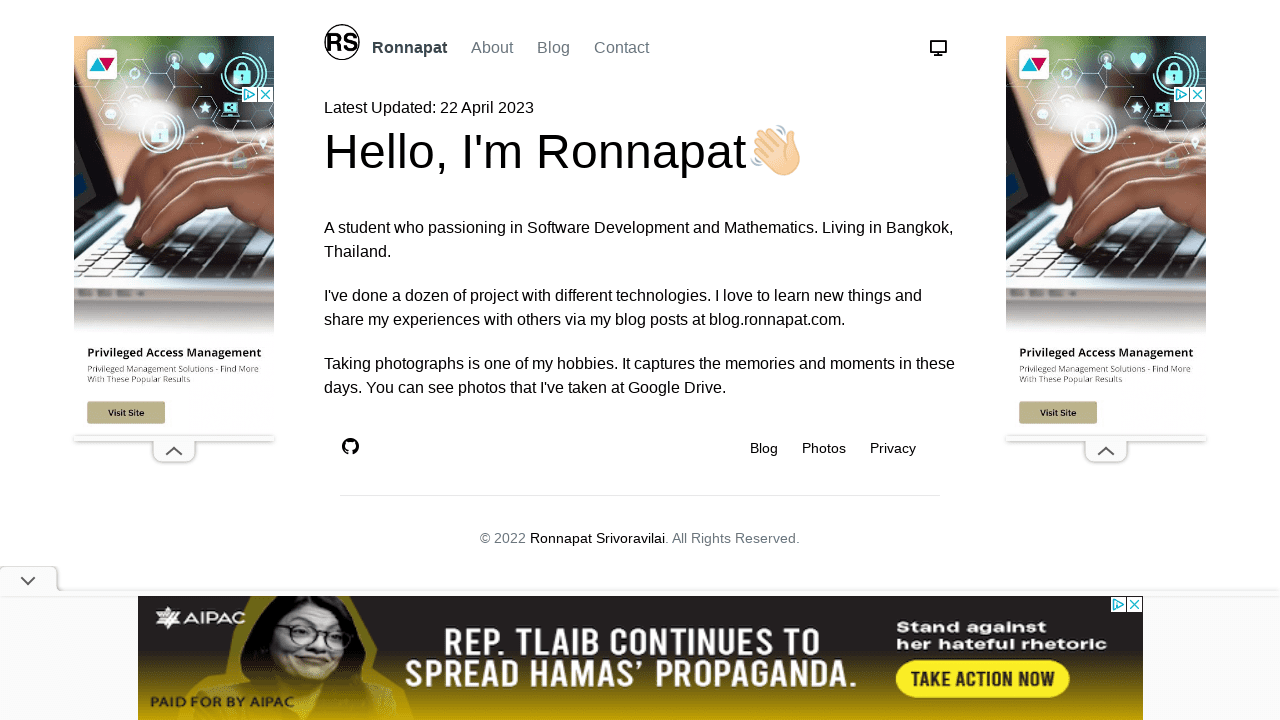 RS
Ronnapat
About
Blog
Contact
Latest Updated: 22 April 2023
Hello, I'm Ronnapat
A student who passioning in Software Development and Mathematics. Living in Bangkok,
Thailand.
I've done a dozen of project with different technologies. I love to learn new things and
share my experiences with others via my blog posts at blog.ronnapat.com.
Taking photographs is one of my hobbies. It captures the memories and moments in these
days. You can see photos that I've taken at Google Drive.
Blog
Photos
Privacy
© 2022 Ronnapat Srivoravilai. All Rights Reserved.
Privileged Access Management
Privileged Management Solutions - Find More
With These Popular Results
Visit Site
Privileged Access Management
Privileged Management Solutions - Find More
With These Popular Results
Visit Site
AIPAC
REP. TLAIB CONTINUES TO
SPREAD HAMAS' PROPAGANDA.
PAID FOR BY AIPAC
Stand against
her hateful rhetoric
TAKE ACTION NOW